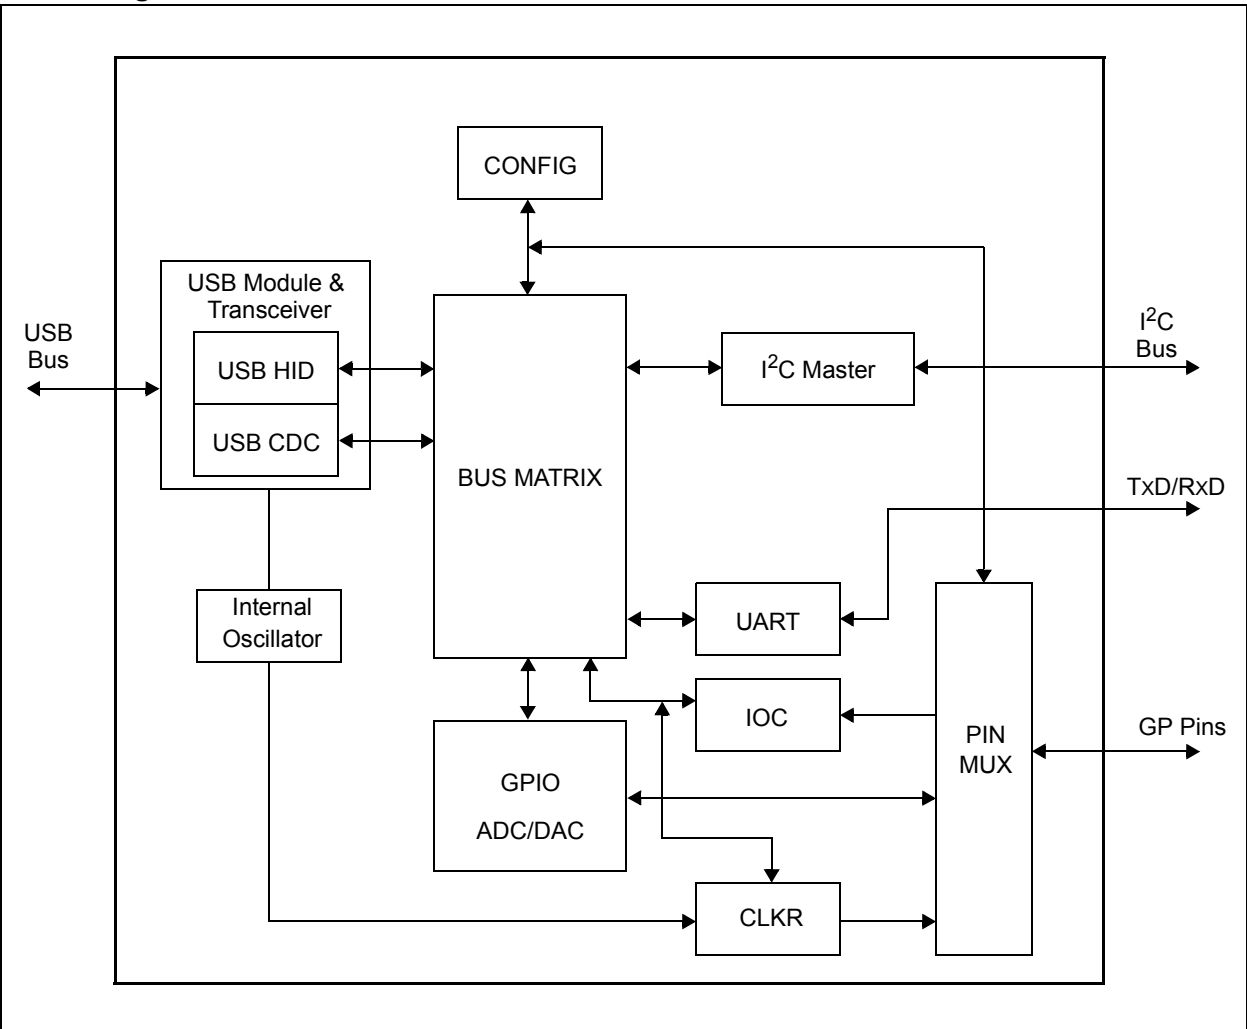 CONFIG
USB Module &
Transceiver
USB
Bus
USB HID
USB CDC
BUS MATRIX
I²C Master
I²C
Bus
TxD/RxD
Internal
Oscillator
UART
IOC
PIN
MUX
GP Pins
GPIO
ADC/DAC
CLKR